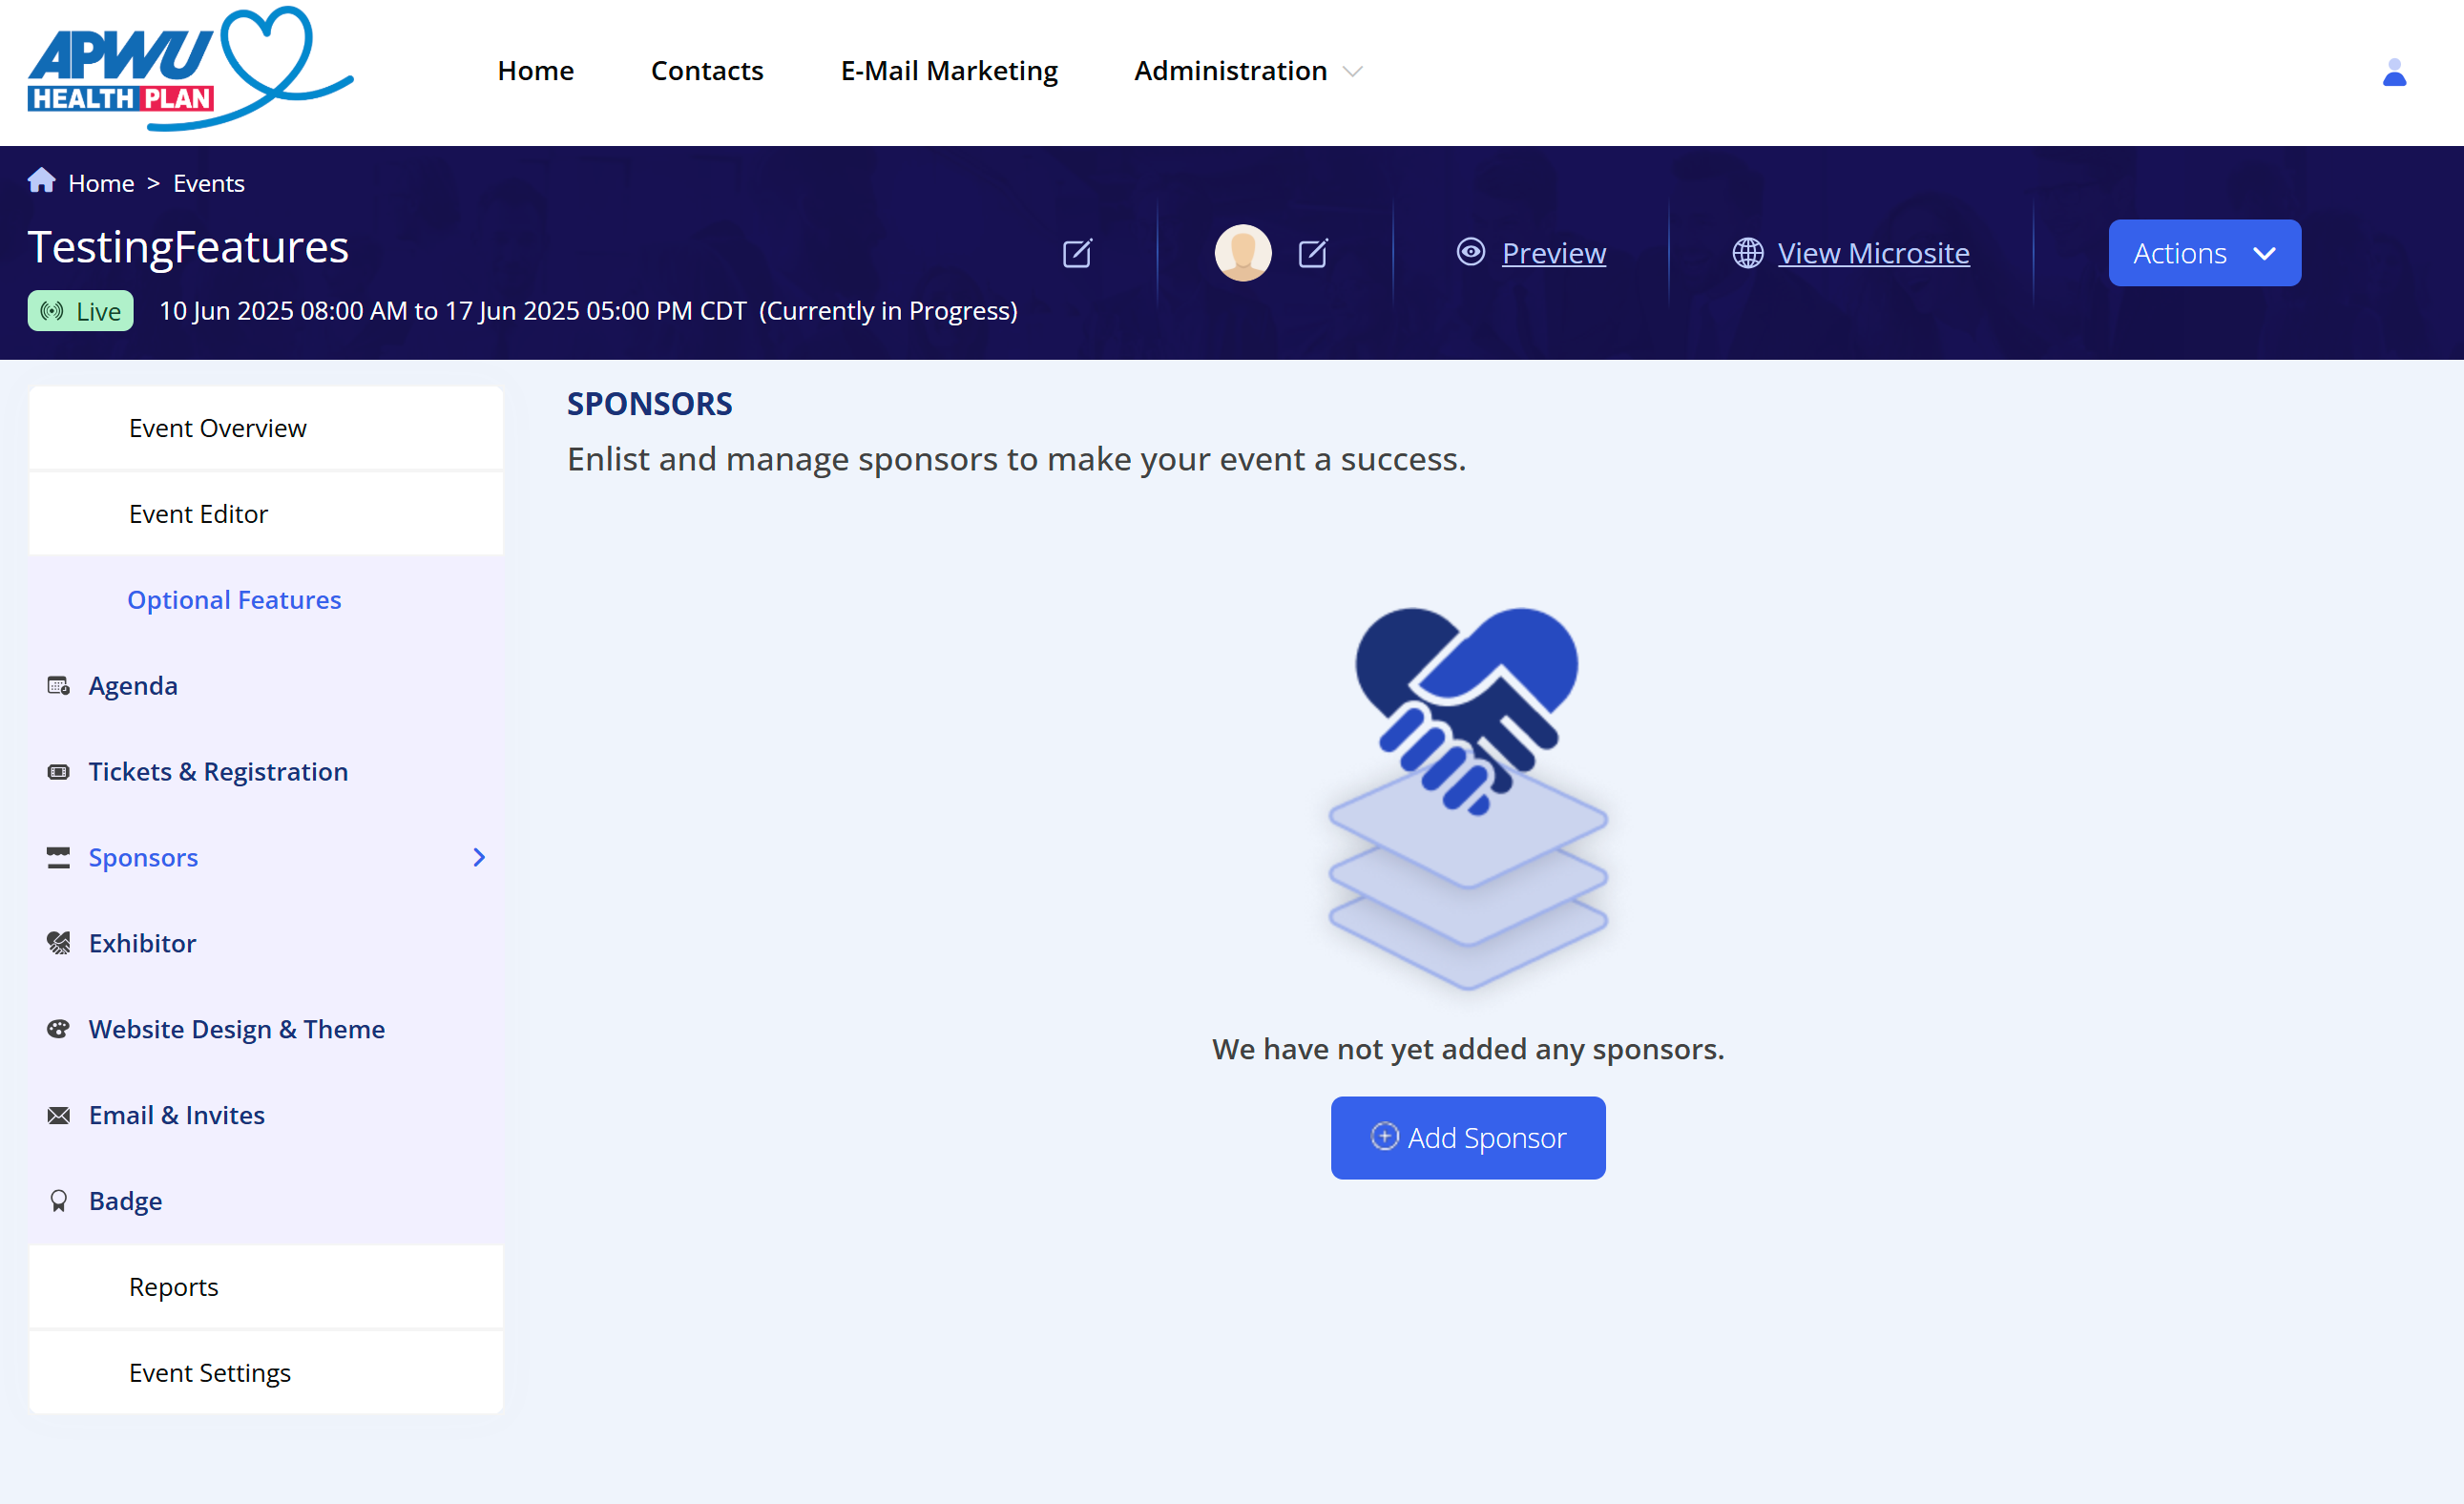 APWU
HEALTH PLAN
Home
Contacts
E-Mail Marketing
Administration
Home > Events
TestingFeatures
Live
10 Jun 2025 08:00 AM to 17 Jun 2025 05:00 PM CDT (Currently in Progress)
Preview
View Microsite
Actions
Event Overview
Event Editor
Optional Features
Agenda
Tickets & Registration
Sponsors
Exhibitor
Website Design & Theme
Email & Invites
Badge
Reports
Event Settings
SPONSORS
Enlist and manage sponsors to make your event a success.
We have not yet added any sponsors.
Add Sponsor